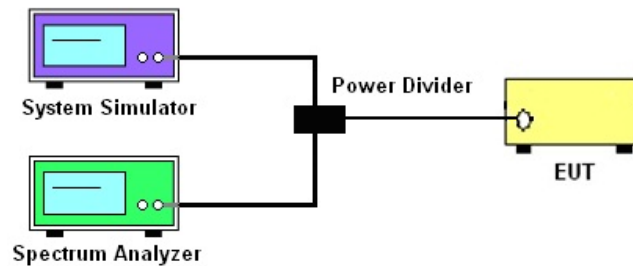 System Simulator
Power Divider
EUT
Spectrum Analyzer